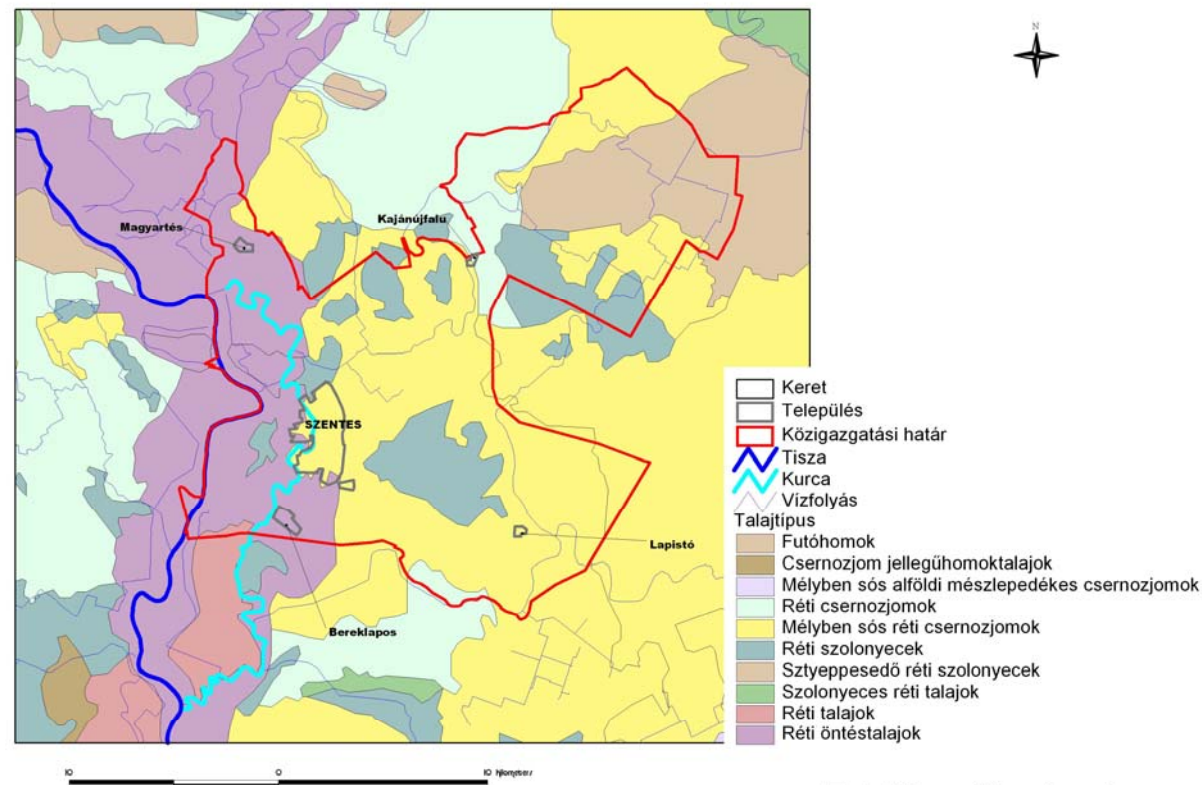 N
Magyartés
Kajánújfalu
SZENTES
Lapistó
Bereklapos
Keret
Település
Közigazgatási határ
Tisza
Kurca
Vízfolyás
Talajtípus
Futóhomok
Csernozjom jellegűhomoktalajok
Mélyben sós alföldi mészlepedékes csernozjomok
Réti csernozjomok
Mélyben sós réti csernozjomok
Réti szolonyecek
Sztyeppesedő réti szolonyecek
Szolonyeces réti talajok
Réti talajok
Réti öntéstalajok
10 0 10